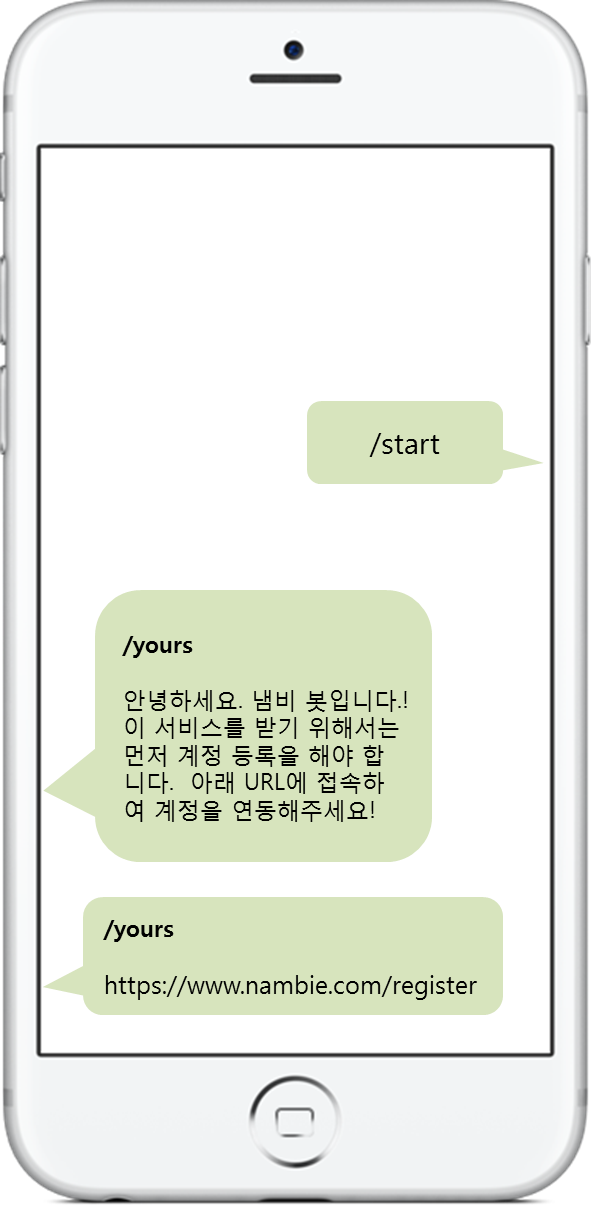 /start
/yours
안녕하세요. 냄비 봇입니다.!
이 서비스를 받기 위해서는
먼저 계정 등록을 해야 합
니다.  아래 URL에 접속하
여 계정을 연동해주세요!
/yours
https://www.nambie.com/register